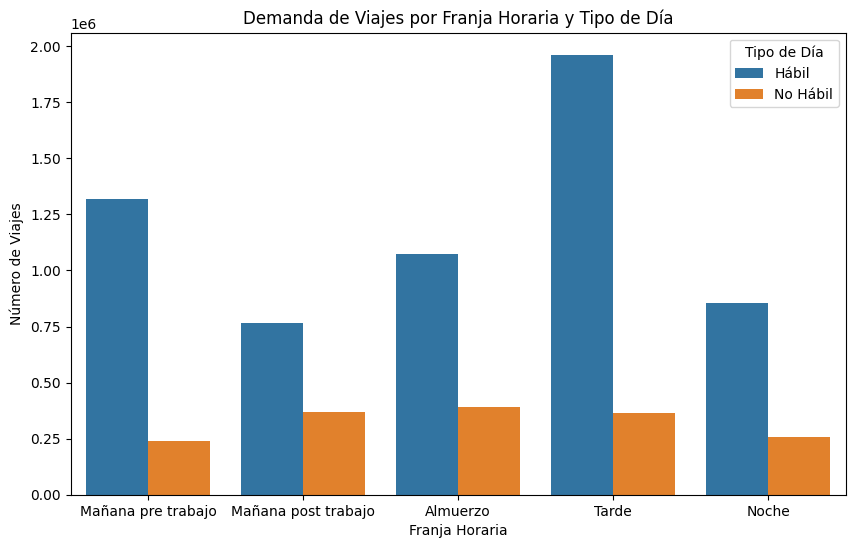 Demanda de Viajes por Franja Horaria y Tipo de Día
1e6
2.00
1.75
1.50
1.25
1.00
0.75
0.50
0.25
0.00
Número de Viajes
Tipo de Día
Hábil
No Hábil
Mañana pre trabajo
Mañana post trabajo
Almuerzo
Tarde
Noche
Franja Horaria